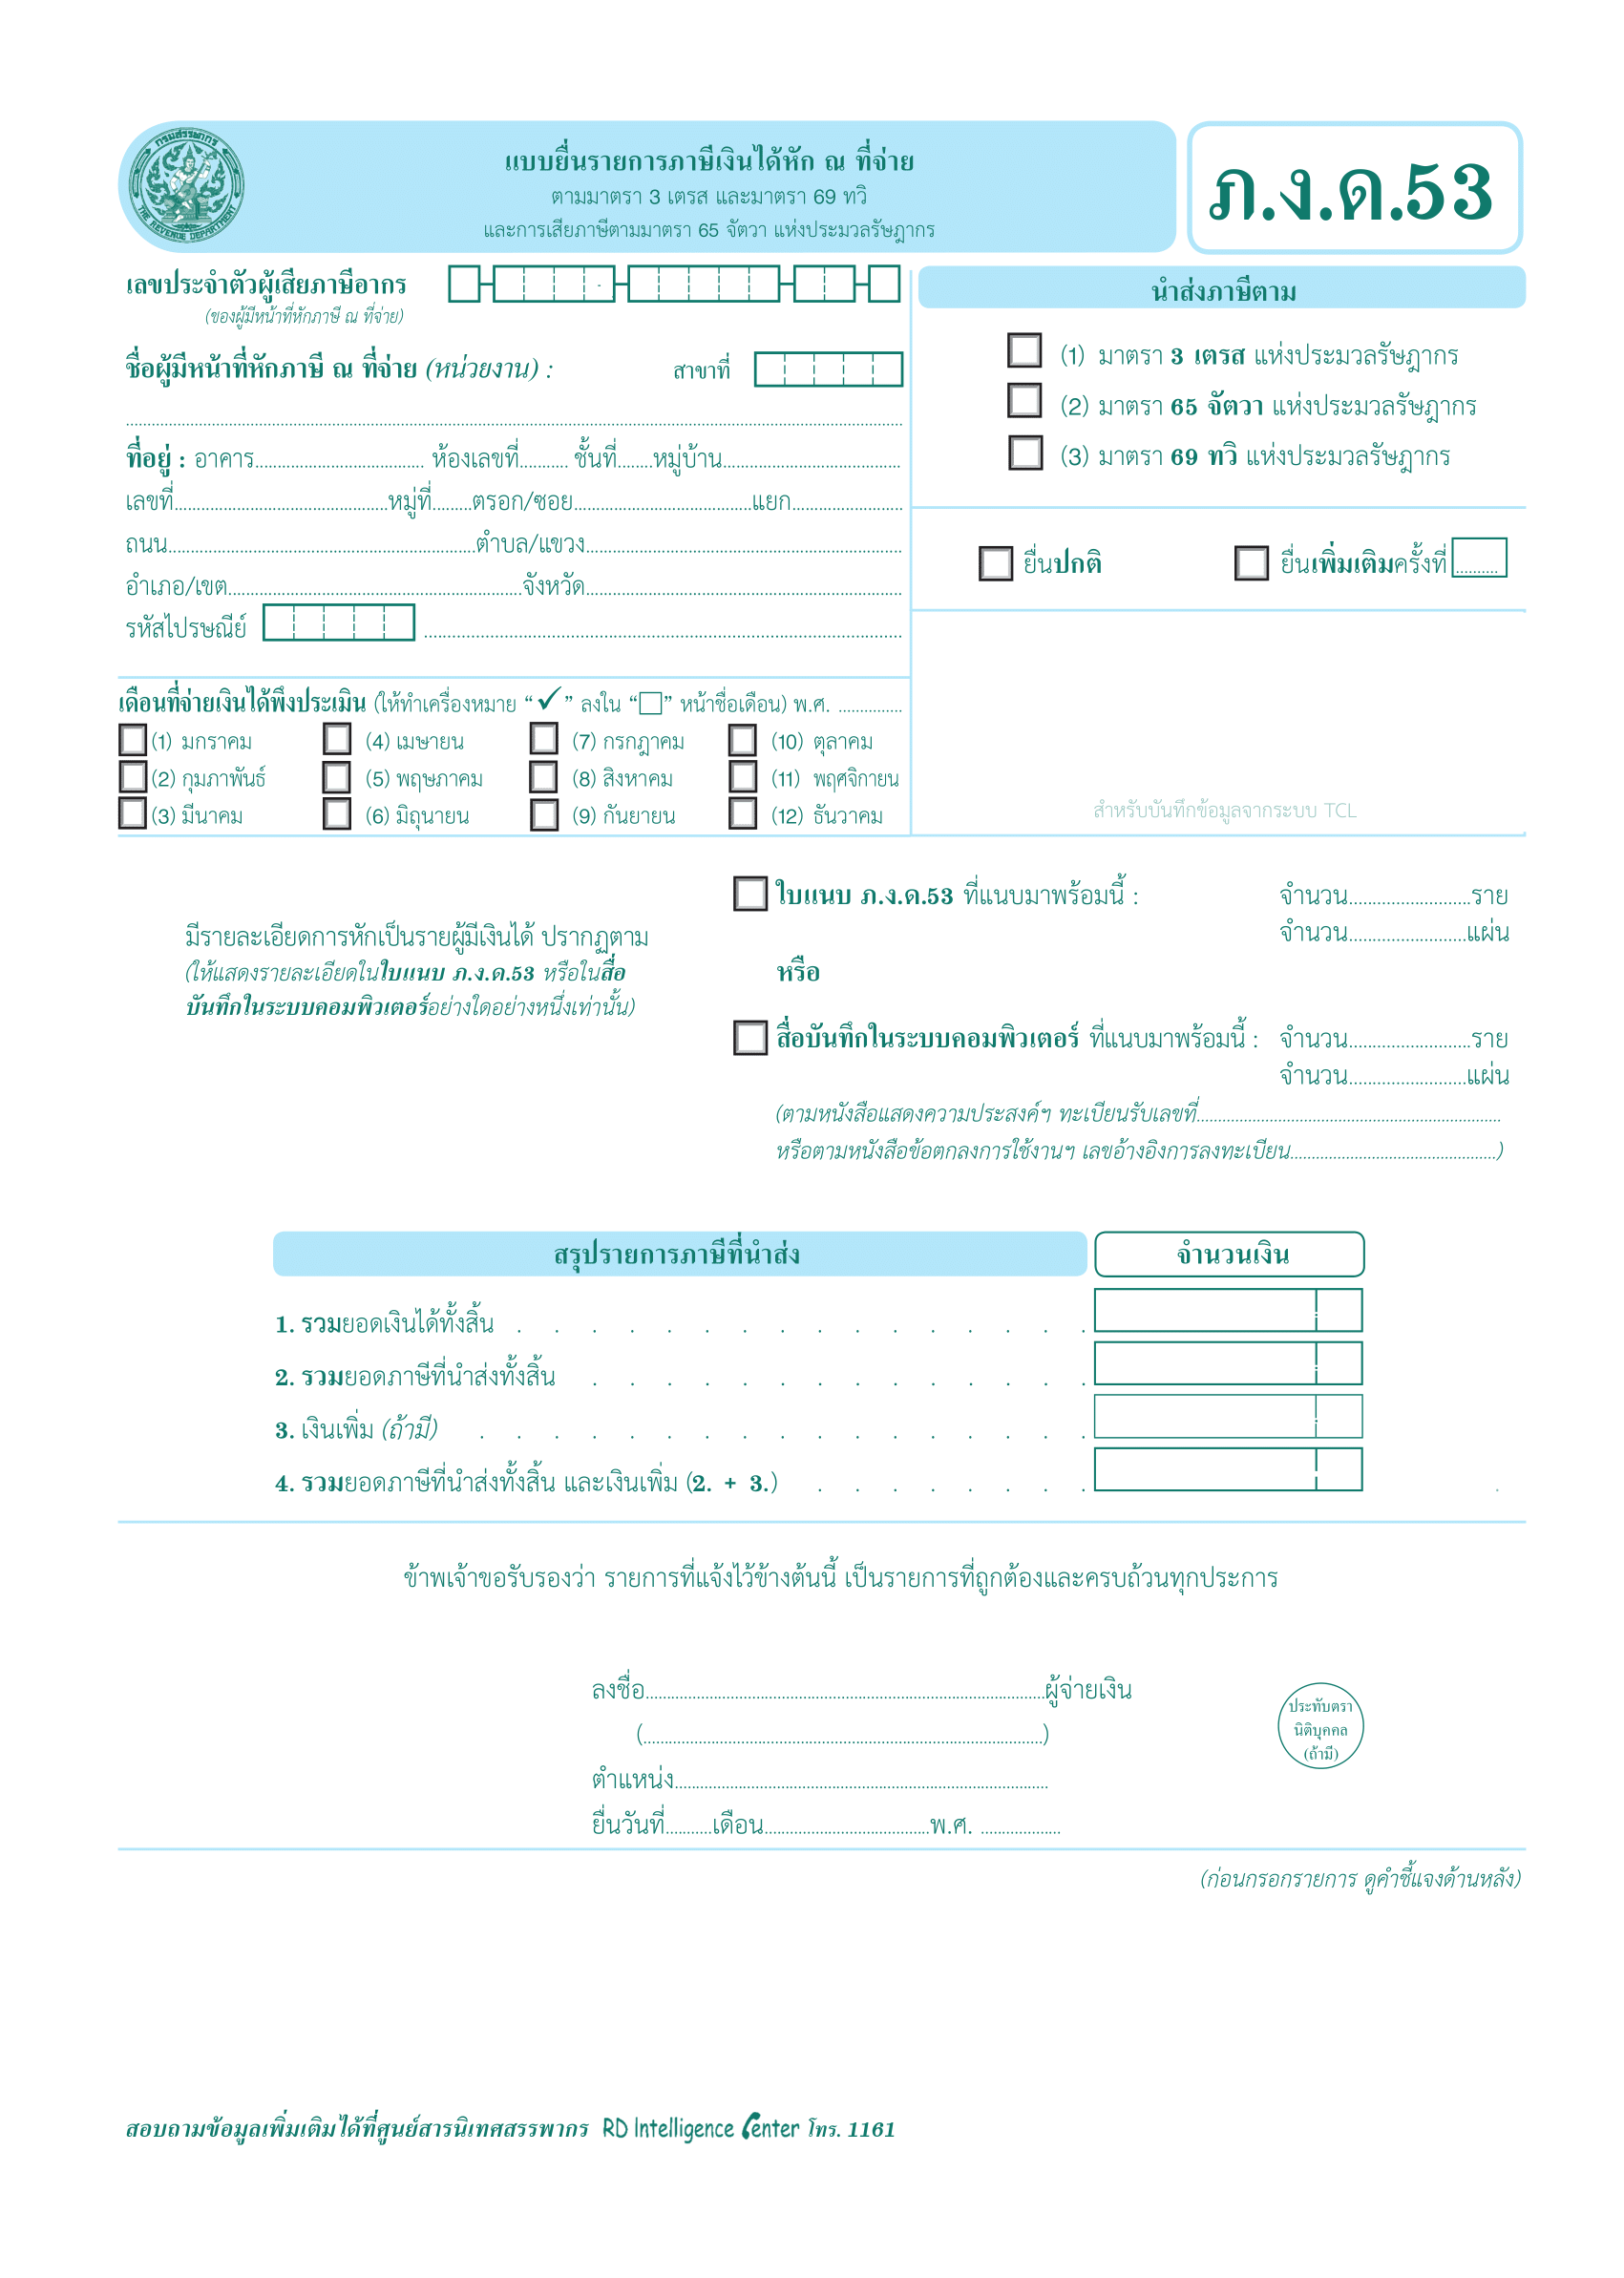 กรมสรรพากร
THE REVENUE DEPARTMENT
แบบยื่นรายการภาษีเงินได้หัก ณ ที่จ่าย
ตามมาตรา 3 เตรส และมาตรา 69 ทวิ
และการเสียภาษีตามมาตรา 65 จัตวา แห่งประมวลรัษฎากร
ภ.ง.ด.53
เลขประจำตัวผู้เสียภาษีอากร
(ของผู้มีหน้าที่หักภาษี ณ ที่จ่าย)
ชื่อผู้มีหน้าที่หักภาษี ณ ที่จ่าย (หน่วยงาน) : สาขาที่
ที่อยู่ : อาคาร.................... ห้องเลขที่........... ชั้นที่........หมู่บ้าน....................
เลขที่....................หมู่ที่.........ตรอก/ซอย....................แยก....................
ถนน....................ตำบล/แขวง....................
อำเภอ/เขต....................จังหวัด....................
รหัสไปรษณีย์ ....................
เดือนที่จ่ายเงินได้พึงประเมิน (ให้ทำเครื่องหมาย “✓” ลงใน “□” หน้าชื่อเดือน) พ.ศ. ...............
(1) มกราคม (4) เมษายน (7) กรกฎาคม (10) ตุลาคม
(2) กุมภาพันธ์ (5) พฤษภาคม (8) สิงหาคม (11) พฤศจิกายน
(3) มีนาคม (6) มิถุนายน (9) กันยายน (12) ธันวาคม
นำส่งภาษีตาม
(1) มาตรา 3 เตรส แห่งประมวลรัษฎากร
(2) มาตรา 65 จัตวา แห่งประมวลรัษฎากร
(3) มาตรา 69 ทวิ แห่งประมวลรัษฎากร
ยื่นปกติ ยื่นเพิ่มเติมครั้งที่..........
สำหรับบันทึกข้อมูลจากระบบ TCL
มีรายละเอียดการหักเป็นรายผู้มีเงินได้ ปรากฏตาม
(ให้แสดงรายละเอียดในใบแนบ ภ.ง.ด.53 หรือในสื่อ
บันทึกในระบบคอมพิวเตอร์อย่างใดอย่างหนึ่งเท่านั้น)
ใบแนบ ภ.ง.ด.53 ที่แนบมาพร้อมนี้ : จำนวน....................ราย
จำนวน....................แผ่น
หรือ
สื่อบันทึกในระบบคอมพิวเตอร์ ที่แนบมาพร้อมนี้ : จำนวน....................ราย
จำนวน....................แผ่น
(ตามหนังสือแสดงความประสงค์ฯ ทะเบียนรับเลขที่....................
หรือตามหนังสือข้อตกลงการใช้งานฯ เลขอ้างอิงการลงทะเบียน....................)
สรุปรายการภาษีที่นำส่ง จำนวนเงิน
1. รวมยอดเงินได้ทั้งสิ้น . . . . . . . . . . . . . . . .
2. รวมยอดภาษีที่นำส่งทั้งสิ้น . . . . . . . . . . . . . .
3. เงินเพิ่ม (ถ้ามี) . . . . . . . . . . . . . . . . .
4. รวมยอดภาษีที่นำส่งทั้งสิ้น และเงินเพิ่ม (2. + 3.) . . . . . . . .
ข้าพเจ้าขอรับรองว่า รายการที่แจ้งไว้ข้างต้นนี้ เป็นรายการที่ถูกต้องและครบถ้วนทุกประการ
ลงชื่อ....................ผู้จ่ายเงิน
(....................)
ตำแหน่ง....................
ยื่นวันที่...........เดือน....................พ.ศ. ...................
ประทับตรา
นิติบุคคล
(ถ้ามี)
(ก่อนกรอกรายการ ดูคำชี้แจงด้านหลัง)
สอบถามข้อมูลเพิ่มเติมได้ที่ศูนย์สารนิเทศสรรพากร RD Intelligence Center โทร. 1161